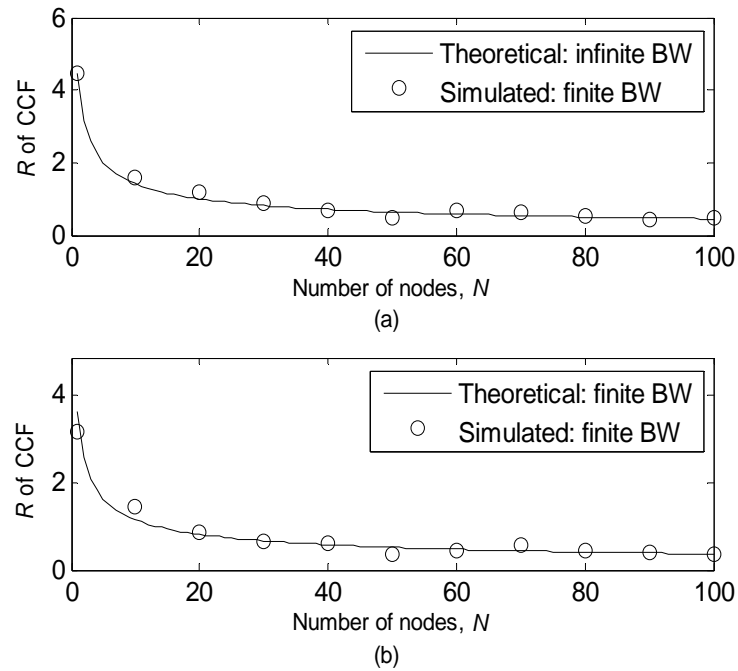 6
4
2
0
R of CCF
Theoretical: infinite BW
Simulated: finite BW
0 20 40 60 80 100
Number of nodes, N
(a)
4
2
0
R of CCF
Theoretical: finite BW
Simulated: finite BW
0 20 40 60 80 100
Number of nodes, N
(b)